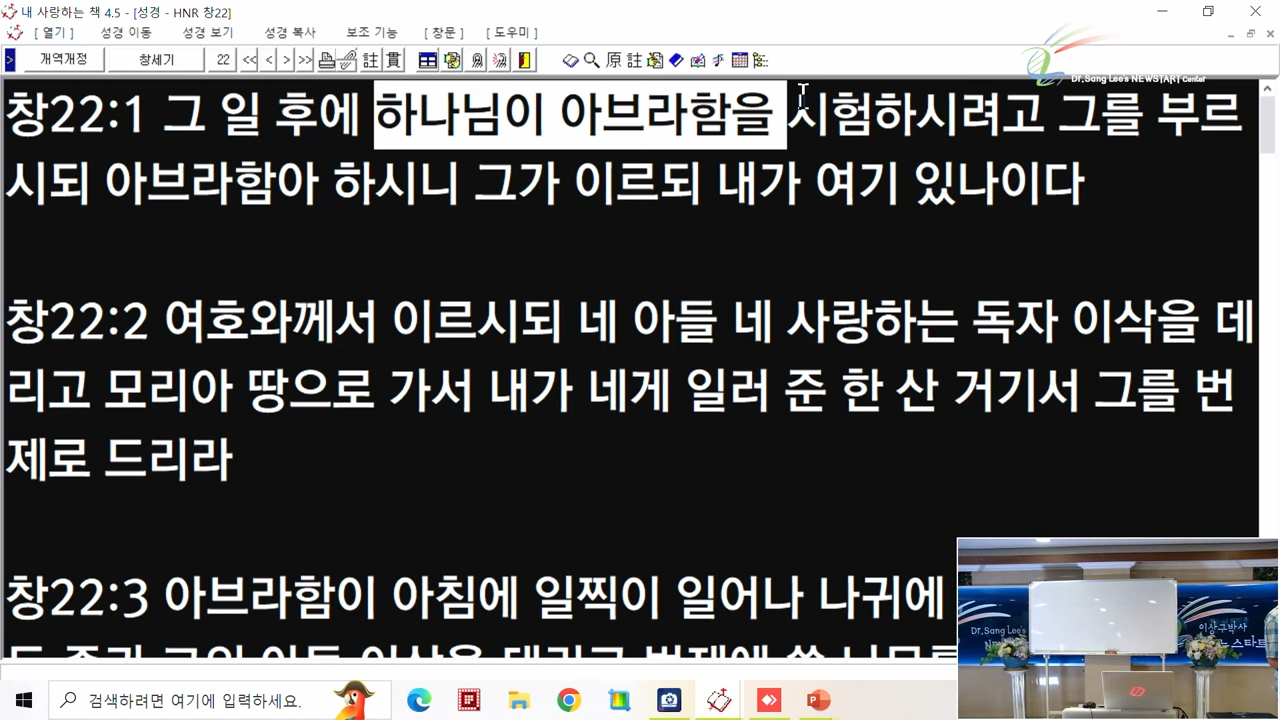 내 사랑하는 책 4.5 - [성경 - HNR 창22]
[ 열기 ] 성경 이동 성경 보기 성경 복사 보조 기능 [ 창문 ] [ 도우미 ]
개역개정 창세기 22 << < > >> 註 貫 原 註
Dr.Sang Lee's NEWSTART Center
창22:1 그 일 후에 하나님이 아브라함을 시험하시려고 그를 부르
시되 아브라함아 하시니 그가 이르되 내가 여기 있나이다
창22:2 여호와께서 이르시되 네 아들 네 사랑하는 독자 이삭을 데
리고 모리아 땅으로 가서 내가 네게 일러 준 한 산 거기서 그를 번
제로 드리라
창22:3 아브라함이 아침에 일찍이 일어나 나귀에
Dr.Sang Lee's
이상구박사
스타트
검색하려면 여기에 입력하세요.